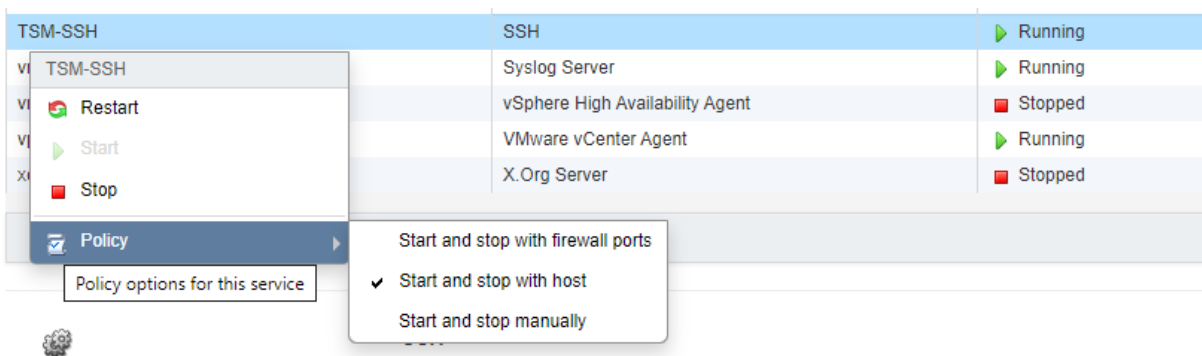 TSM-SSH SSH Running
TSM-SSH Syslog Server Running
Restart vSphere High Availability Agent Stopped
Start VMware vCenter Agent Running
Stop X.Org Server Stopped
Policy Start and stop with firewall ports
Policy options for this service Start and stop with host
Start and stop manually